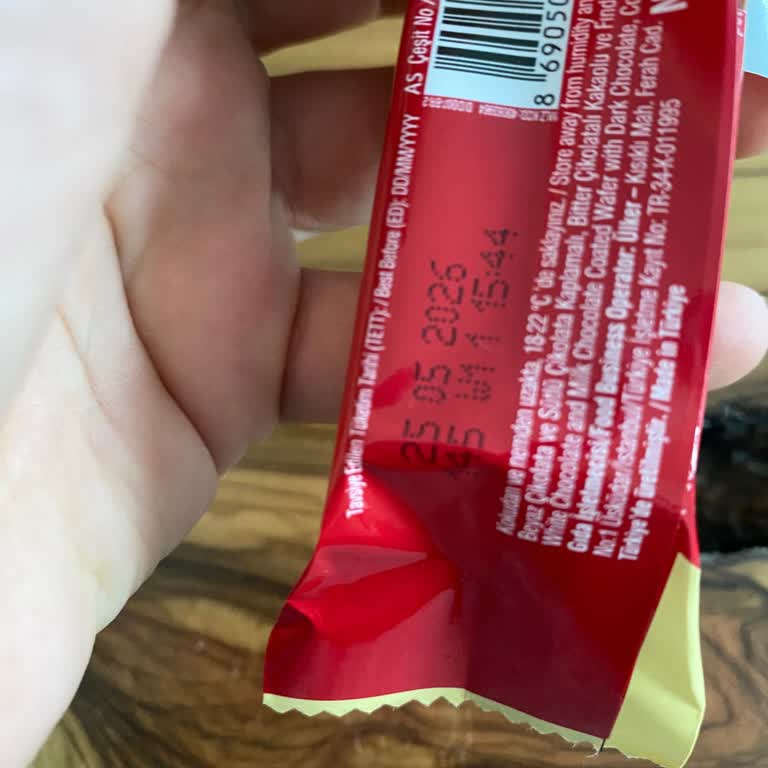 AS Çeşit No /
8 69050
Tavsiye Edilen Tüketim Tarihi (TETT): / Best Before (ED): DD/MM/YYYY
25 05 2026
15:44
Kokudan ve nemden uzakta, 18-22 °C'de saklayınız. / Store away from humidity an
Beyaz Çikolata ve Sütlü Çikolata Kaplamalı, Bitter Çikolatalı Kakaolu ve Fınd
White Chocolate and Milk Chocolate Coated Wafer with Dark Chocolate, Co
Gıda İşletmecisi/Food Business Operator: Ülker – Kısıklı Mah. Ferah Cad.
No:1 Üsküdar/İstanbul/Türkiye İşletme Kayıt No: TR-34-K-011995
Türkiye'de üretilmiştir. / Made in Türkiye